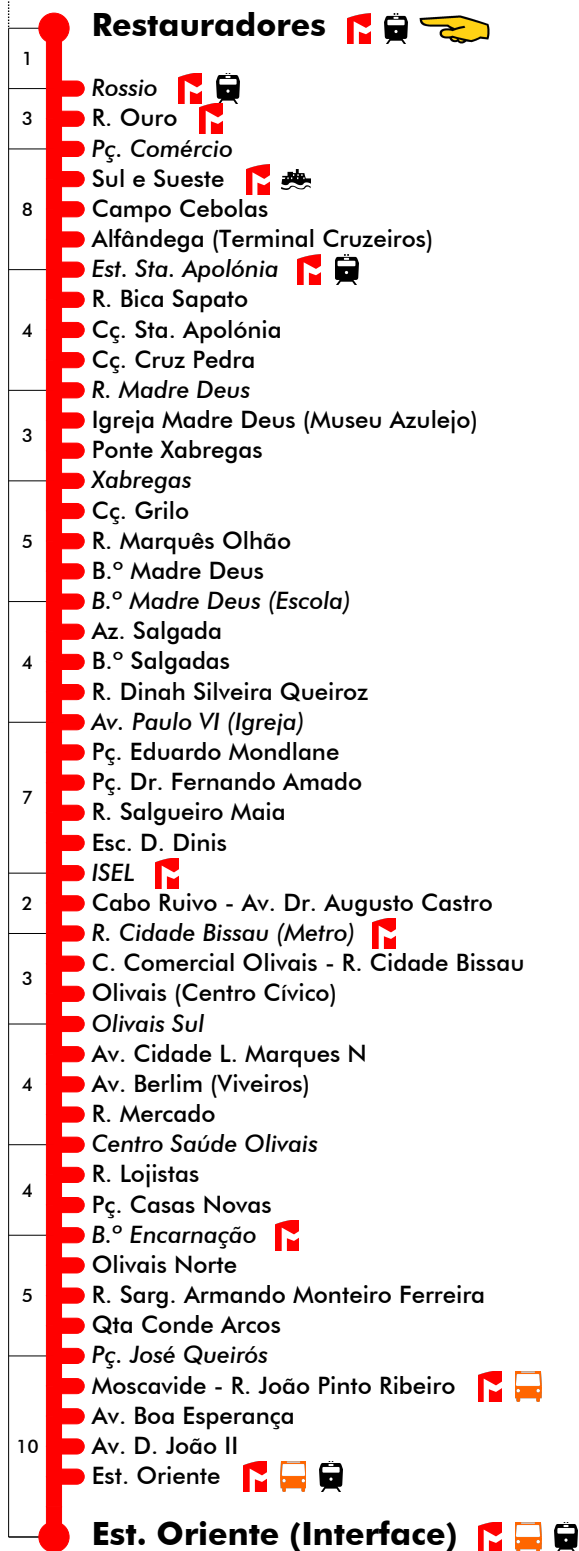 Restauradores
1
Rossio
3
R. Ouro
Pç. Comércio
Sul e Sueste
8
Campo Cebolas
Alfândega (Terminal Cruzeiros)
Est. Sta. Apolónia
R. Bica Sapato
4
Cç. Sta. Apolónia
Cç. Cruz Pedra
R. Madre Deus
Igreja Madre Deus (Museu Azulejo)
3
Ponte Xabregas
Xabregas
Cç. Grilo
5
R. Marquês Olhão
B.º Madre Deus
B.º Madre Deus (Escola)
Az. Salgada
4
B.º Salgadas
R. Dinah Silveira Queiroz
Av. Paulo VI (Igreja)
Pç. Eduardo Mondlane
Pç. Dr. Fernando Amado
7
R. Salgueiro Maia
Esc. D. Dinis
ISEL
2
Cabo Ruivo - Av. Dr. Augusto Castro
R. Cidade Bissau (Metro)
C. Comercial Olivais - R. Cidade Bissau
3
Olivais (Centro Cívico)
Olivais Sul
Av. Cidade L. Marques N
4
Av. Berlim (Viveiros)
R. Mercado
Centro Saúde Olivais
R. Lojistas
4
Pç. Casas Novas
B.º Encarnação
Olivais Norte
5
R. Sarg. Armando Monteiro Ferreira
Qta Conde Arcos
Pç. José Queirós
Moscavide - R. João Pinto Ribeiro
Av. Boa Esperança
10
Av. D. João II
Est. Oriente
Est. Oriente (Interface)